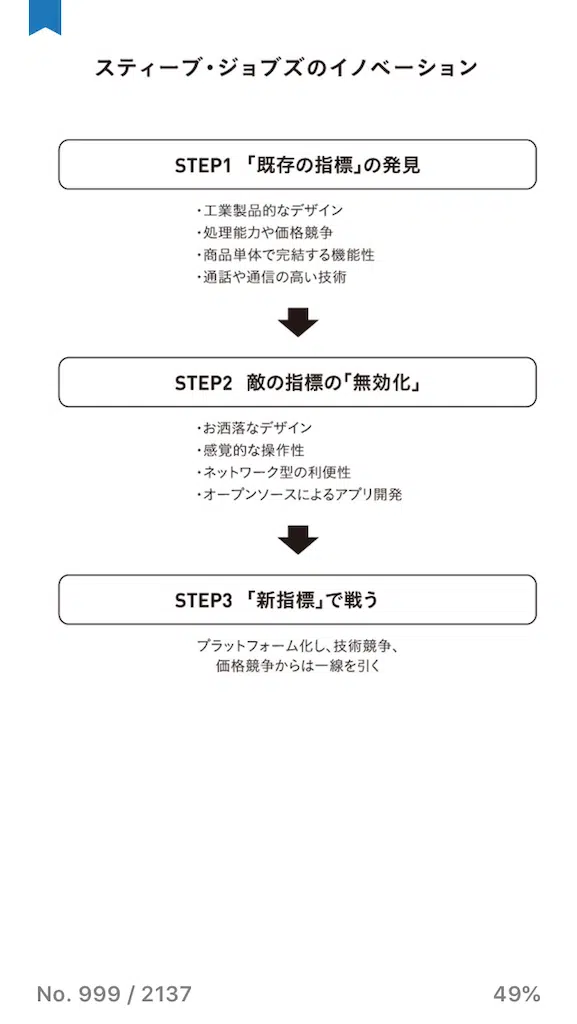 スティーブ・ジョブズのイノベーション
STEP1 「既存の指標」の発見
・工業製品的なデザイン
・処理能力や価格競争
・商品単体で完結する機能性
・通話や通信の高い技術
STEP2 敵の指標の「無効化」
・お洒落なデザイン
・感覚的な操作性
・ネットワーク型の利便性
・オープンソースによるアプリ開発
STEP3 「新指標」で戦う
プラットフォーム化し、技術競争、
価格競争からは一線を引く
No. 999 / 2137
49%